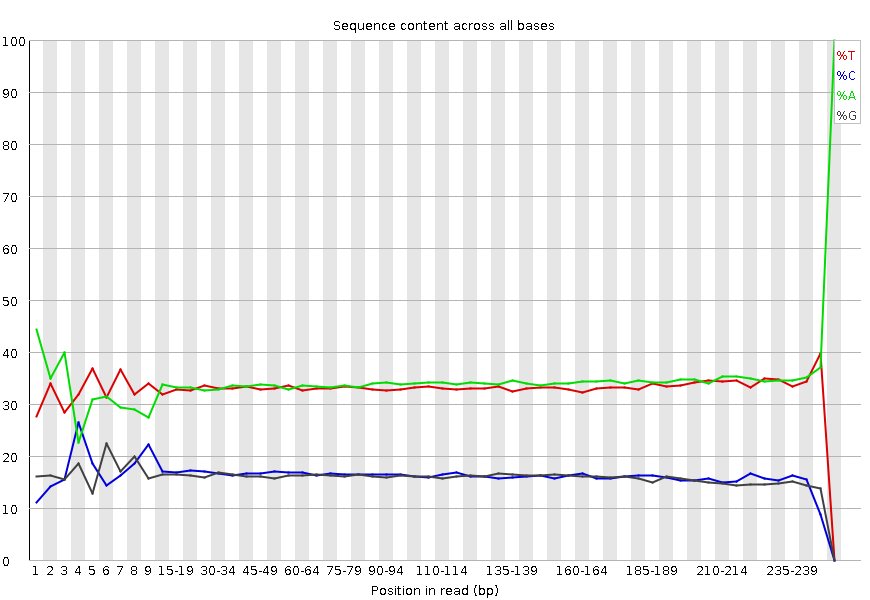 Sequence content across all bases
100
90
80
70
60
50
40
30
20
10
0
%T
%C
%A
%G
1 2 3 4 5 6 7 8 9 15-19 30-34 45-49 60-64 75-79 90-94 110-114 135-139 160-164 185-189 210-214 235-239
Position in read (bp)